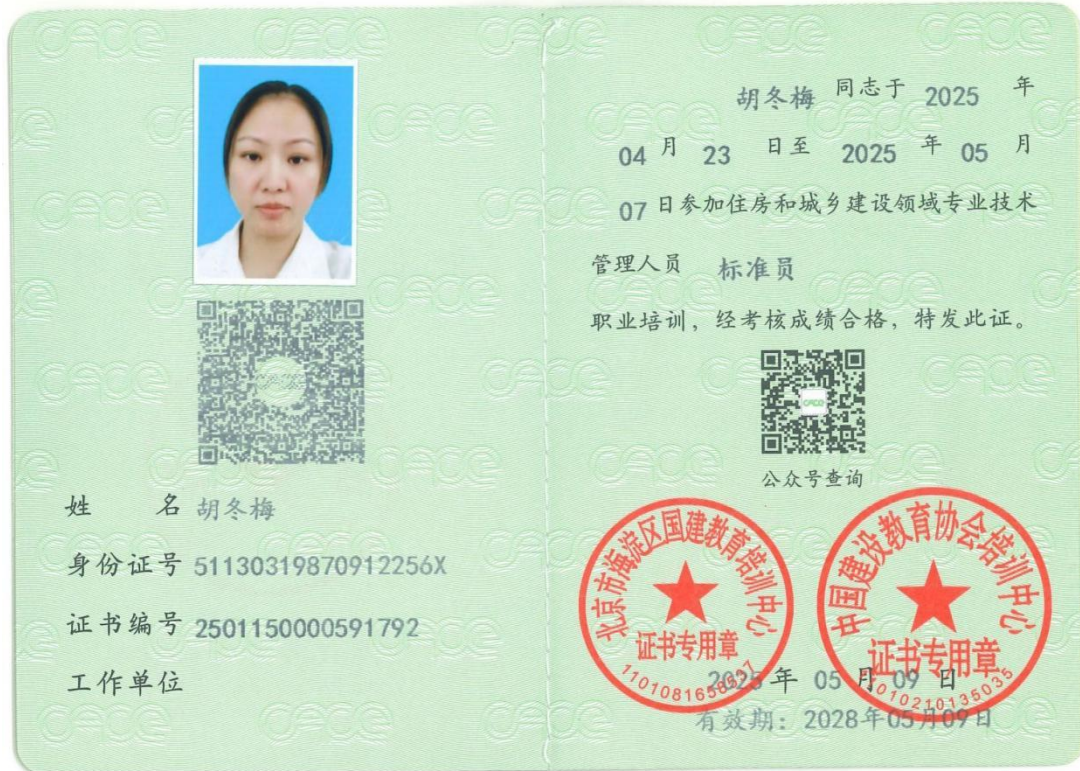 姓 名 胡冬梅
身份证号 51130319870912256X
证书编号 2501150000591792
工作单位
胡冬梅 同志于 2025 年
04 月 23 日至 2025 年 05 月
07 日参加住房和城乡建设领域专业技术
管理人员 标准员
职业培训，经考核成绩合格，特发此证。
公众号查询
北京市海淀区国建教育培训中心
证书专用章
中国建设教育协会培训中心
证书专用章
2025 年 05 月 09 日
有效期：2028年05月09日